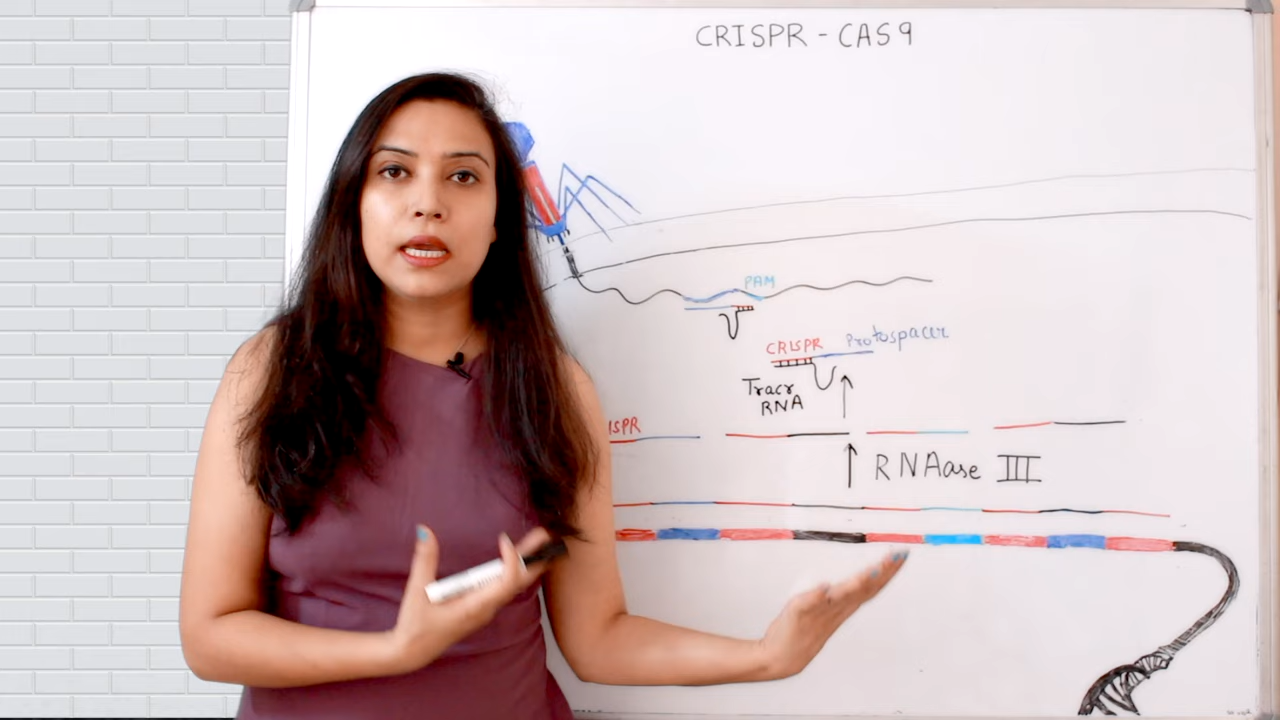 CRISPR - CAS9
PAM
CRISPR Protospacer
Tracr
RNA
ISPR
RNAase III